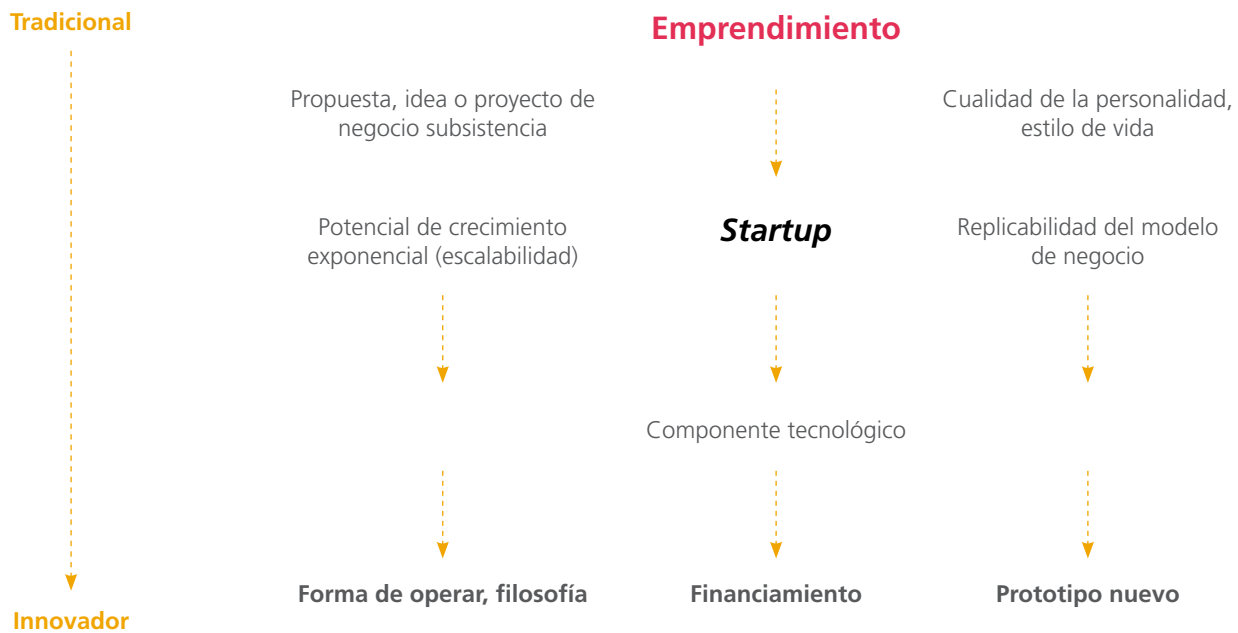 Tradicional
Emprendimiento
Propuesta, idea o proyecto de
negocio subsistencia
Cualidad de la personalidad,
estilo de vida
Potencial de crecimiento
exponencial (escalabilidad)
Startup
Replicabilidad del modelo
de negocio
Componente tecnológico
Forma de operar, filosofía
Financiamiento
Prototipo nuevo
Innovador